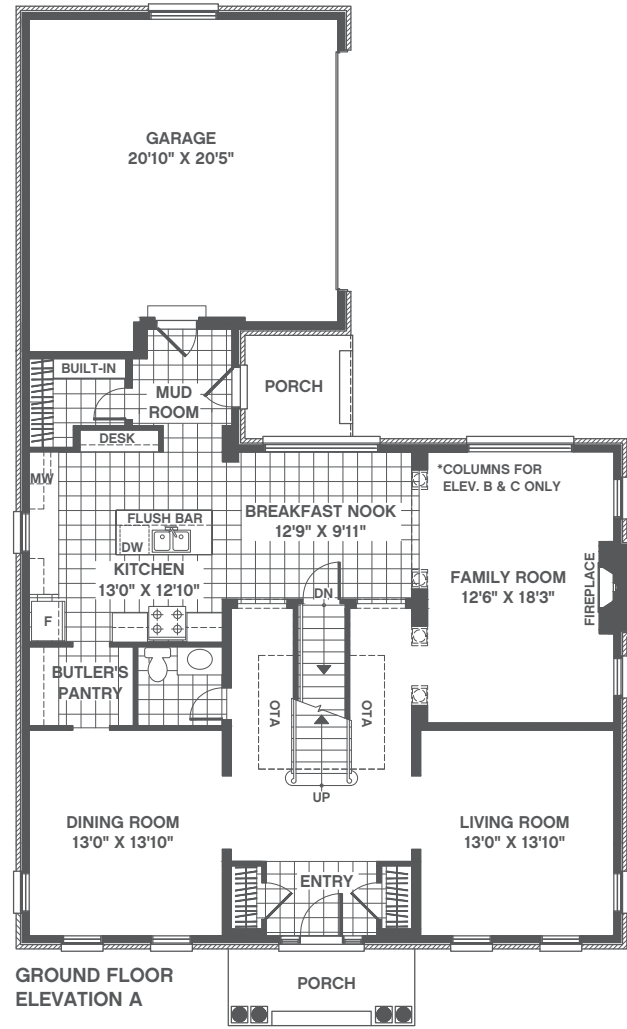 GARAGE
20'10" X 20'5"
BUILT-IN
MUD
ROOM
PORCH
DESK
MW
*COLUMNS FOR
ELEV. B & C ONLY
FLUSH BAR
DW
BREAKFAST NOOK
12'9" X 9'11"
KITCHEN
13'0" X 12'10"
FAMILY ROOM
12'6" X 18'3"
FIREPLACE
DN
F
BUTLER'S
PANTRY
OTA
OTA
UP
DINING ROOM
13'0" X 13'10"
LIVING ROOM
13'0" X 13'10"
ENTRY
GROUND FLOOR
ELEVATION A
PORCH